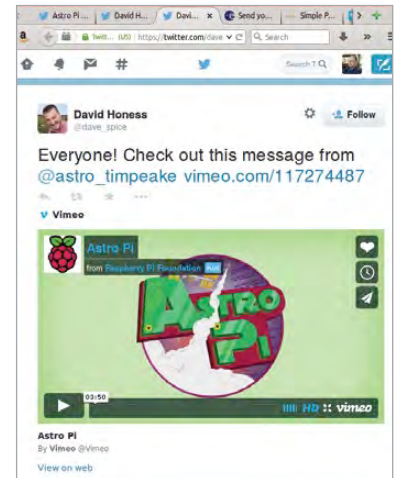 Astro Pi ...
David H...
Davi...
Send yo...
Simple P...
Twitt... (US)
https://twitter.com/dave
Search
David Honess
@dave_spice
Follow
Everyone! Check out this message from
@astro_timpeake vimeo.com/117274487
Vimeo
Astro Pi
from Raspberry Pi Foundation
ASTRO
PI
03:50
HD
vimeo
Astro Pi
By Vimeo @Vimeo
View on web